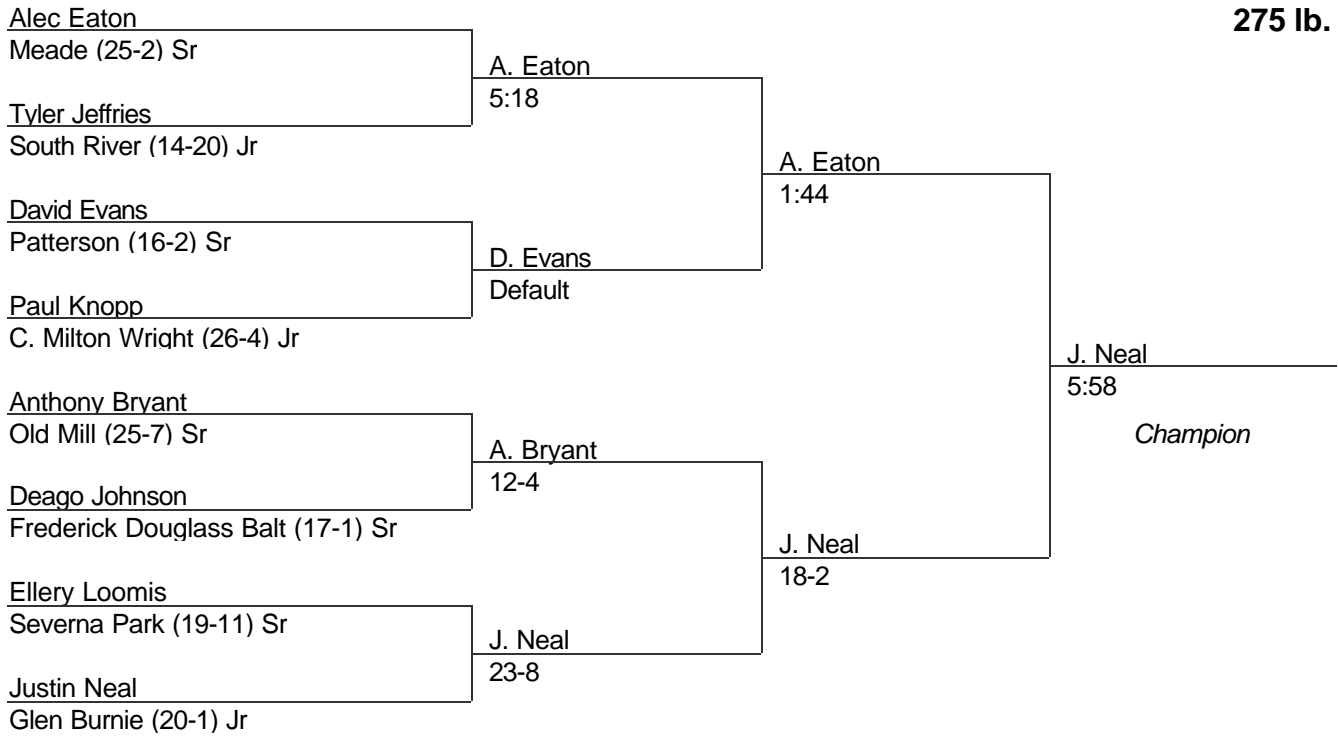 275 lb.
Alec Eaton
Meade (25-2) Sr
Tyler Jeffries
South River (14-20) Jr
David Evans
Patterson (16-2) Sr
Paul Knopp
C. Milton Wright (26-4) Jr
Anthony Bryant
Old Mill (25-7) Sr
Deago Johnson
Frederick Douglass Balt (17-1) Sr
Ellery Loomis
Severna Park (19-11) Sr
Justin Neal
Glen Burnie (20-1) Jr
A. Eaton
5:18
D. Evans
Default
A. Bryant
12-4
J. Neal
23-8
A. Eaton
1:44
J. Neal
18-2
J. Neal
5:58
Champion